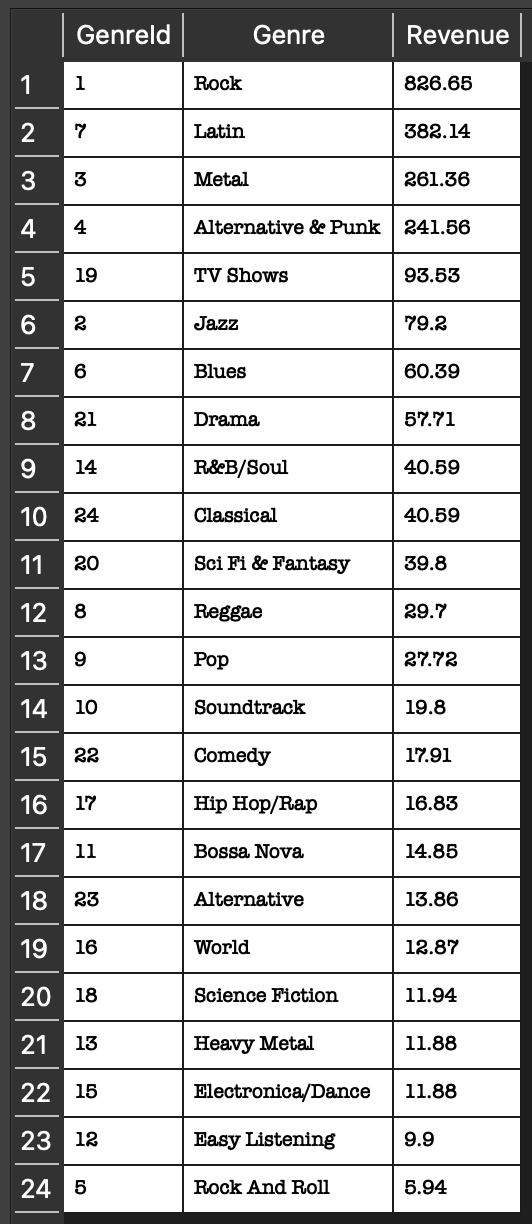 GenreId Genre Revenue
1 1 Rock 826.65
2 7 Latin 382.14
3 3 Metal 261.36
4 4 Alternative & Punk 241.56
5 19 TV Shows 93.53
6 2 Jazz 79.2
7 6 Blues 60.39
8 21 Drama 57.71
9 14 R&B/Soul 40.59
10 24 Classical 40.59
11 20 Sci Fi & Fantasy 39.8
12 8 Reggae 29.7
13 9 Pop 27.72
14 10 Soundtrack 19.8
15 22 Comedy 17.91
16 17 Hip Hop/Rap 16.83
17 11 Bossa Nova 14.85
18 23 Alternative 13.86
19 16 World 12.87
20 18 Science Fiction 11.94
21 13 Heavy Metal 11.88
22 15 Electronica/Dance 11.88
23 12 Easy Listening 9.9
24 5 Rock And Roll 5.94